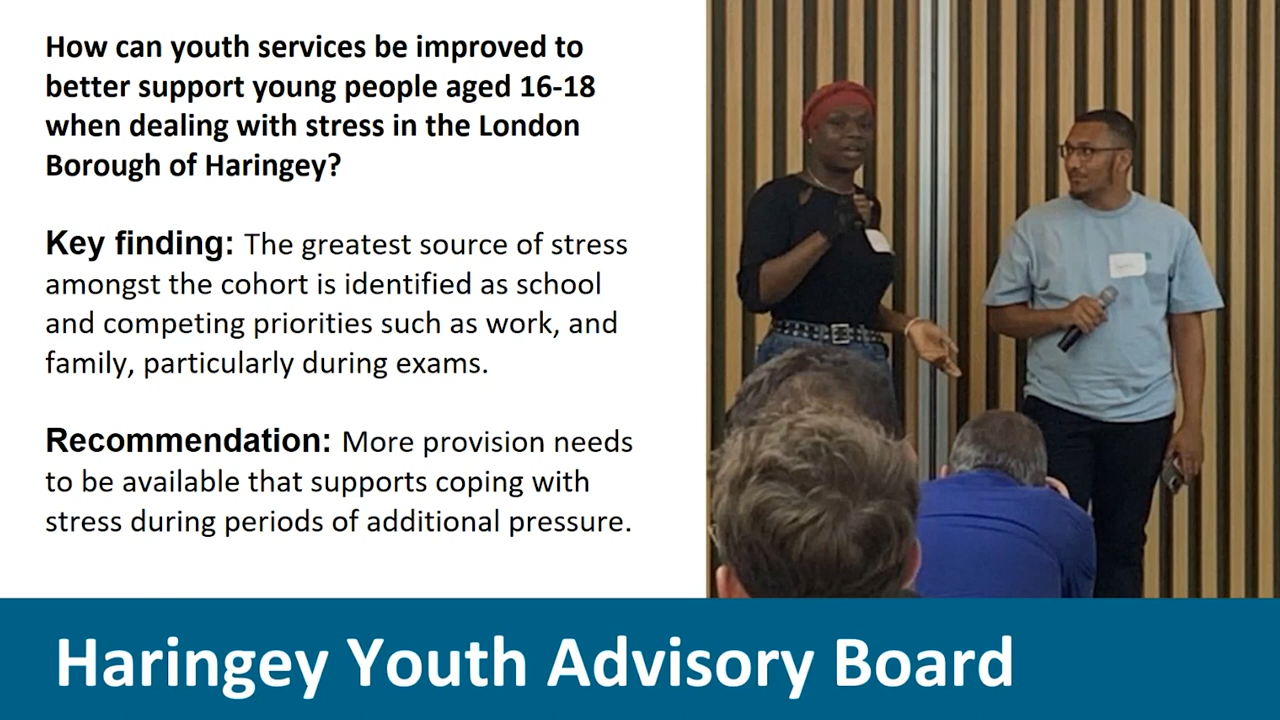 How can youth services be improved to
better support young people aged 16-18
when dealing with stress in the London
Borough of Haringey?
Key finding: The greatest source of stress
amongst the cohort is identified as school
and competing priorities such as work, and
family, particularly during exams.
Recommendation: More provision needs
to be available that supports coping with
stress during periods of additional pressure.
Haringey Youth Advisory Board